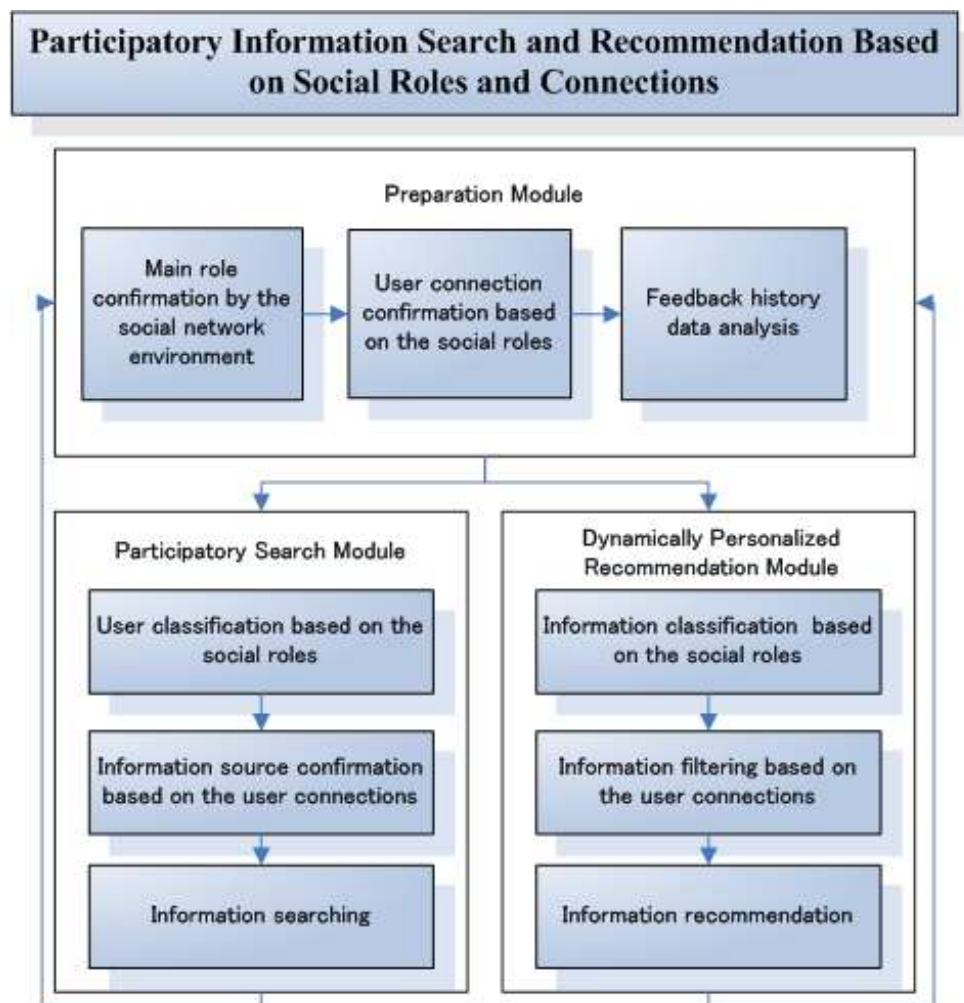 Participatory Information Search and Recommendation Based
on Social Roles and Connections
Preparation Module
Main role
confirmation by the
social network
environment
User connection
confirmation based
on the social roles
Feedback history
data analysis
Participatory Search Module
User classification based on the
social roles
Information source confirmation
based on the user connections
Information searching
Dynamically Personalized
Recommendation Module
Information classification based
on the social roles
Information filtering based on
the user connections
Information recommendation